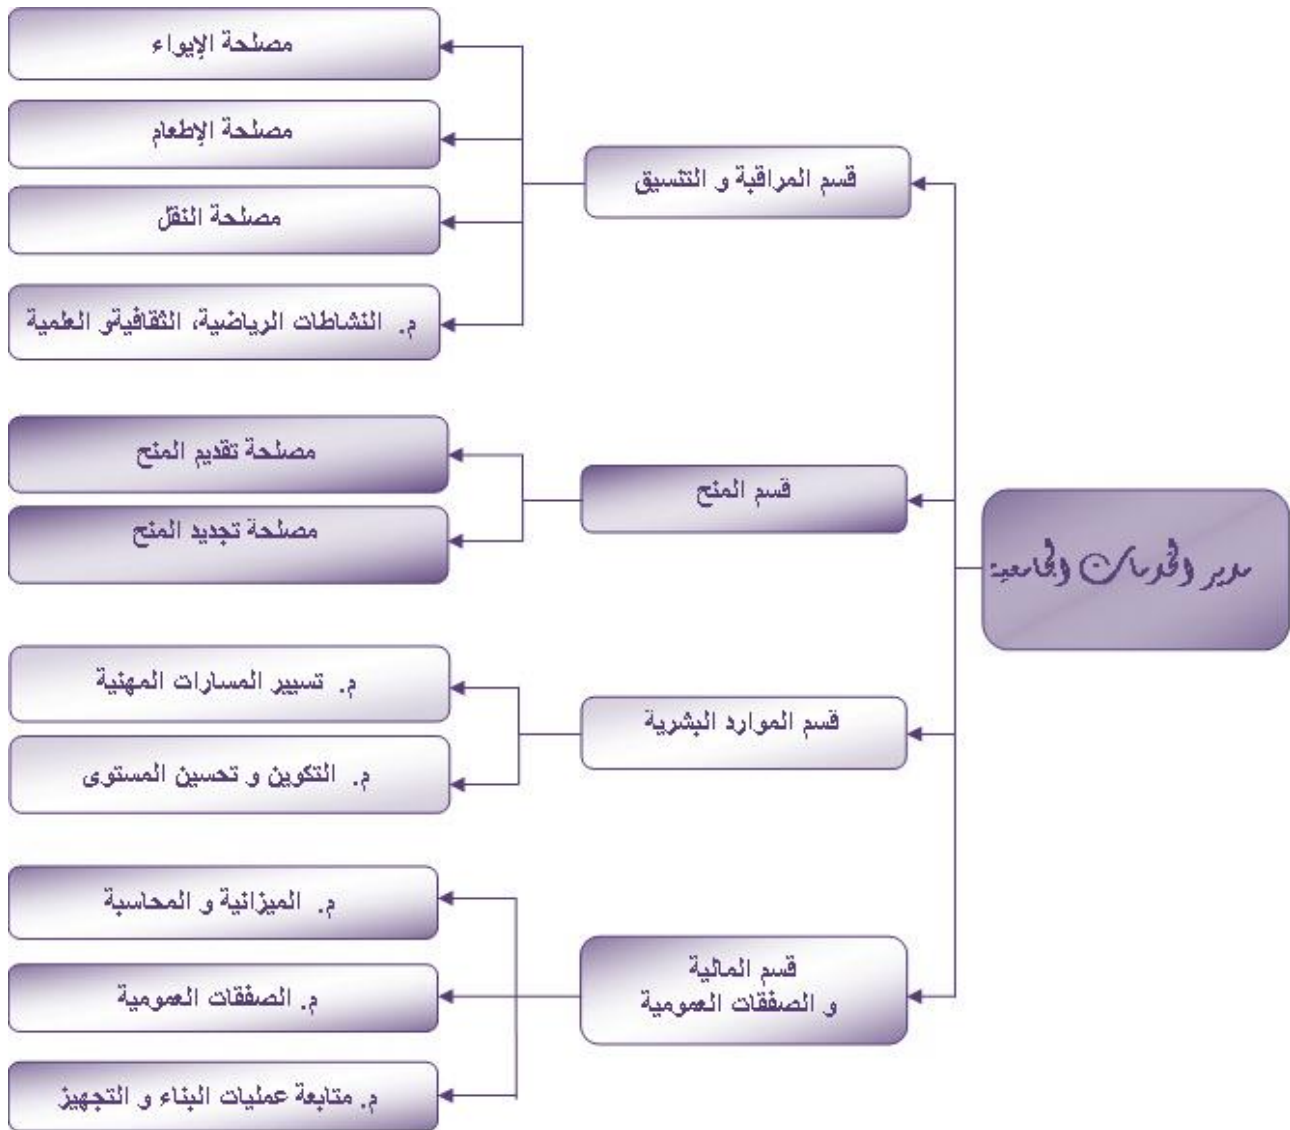 مدير الخدمات الجامعية
قسم المراقبة و التنسيق
مصلحة الإيواء
مصلحة الإطعام
مصلحة النقل
م. النشاطات الرياضية، الثقافيةو العلمية
قسم المنح
مصلحة تقديم المنح
مصلحة تجديد المنح
قسم الموارد البشرية
م. تسيير المسارات المهنية
م. التكوين و تحسين المستوى
قسم المالية
و الصفقات العمومية
م. الميزانية و المحاسبة
م. الصفقات العمومية
م. متابعة عمليات البناء و التجهيز